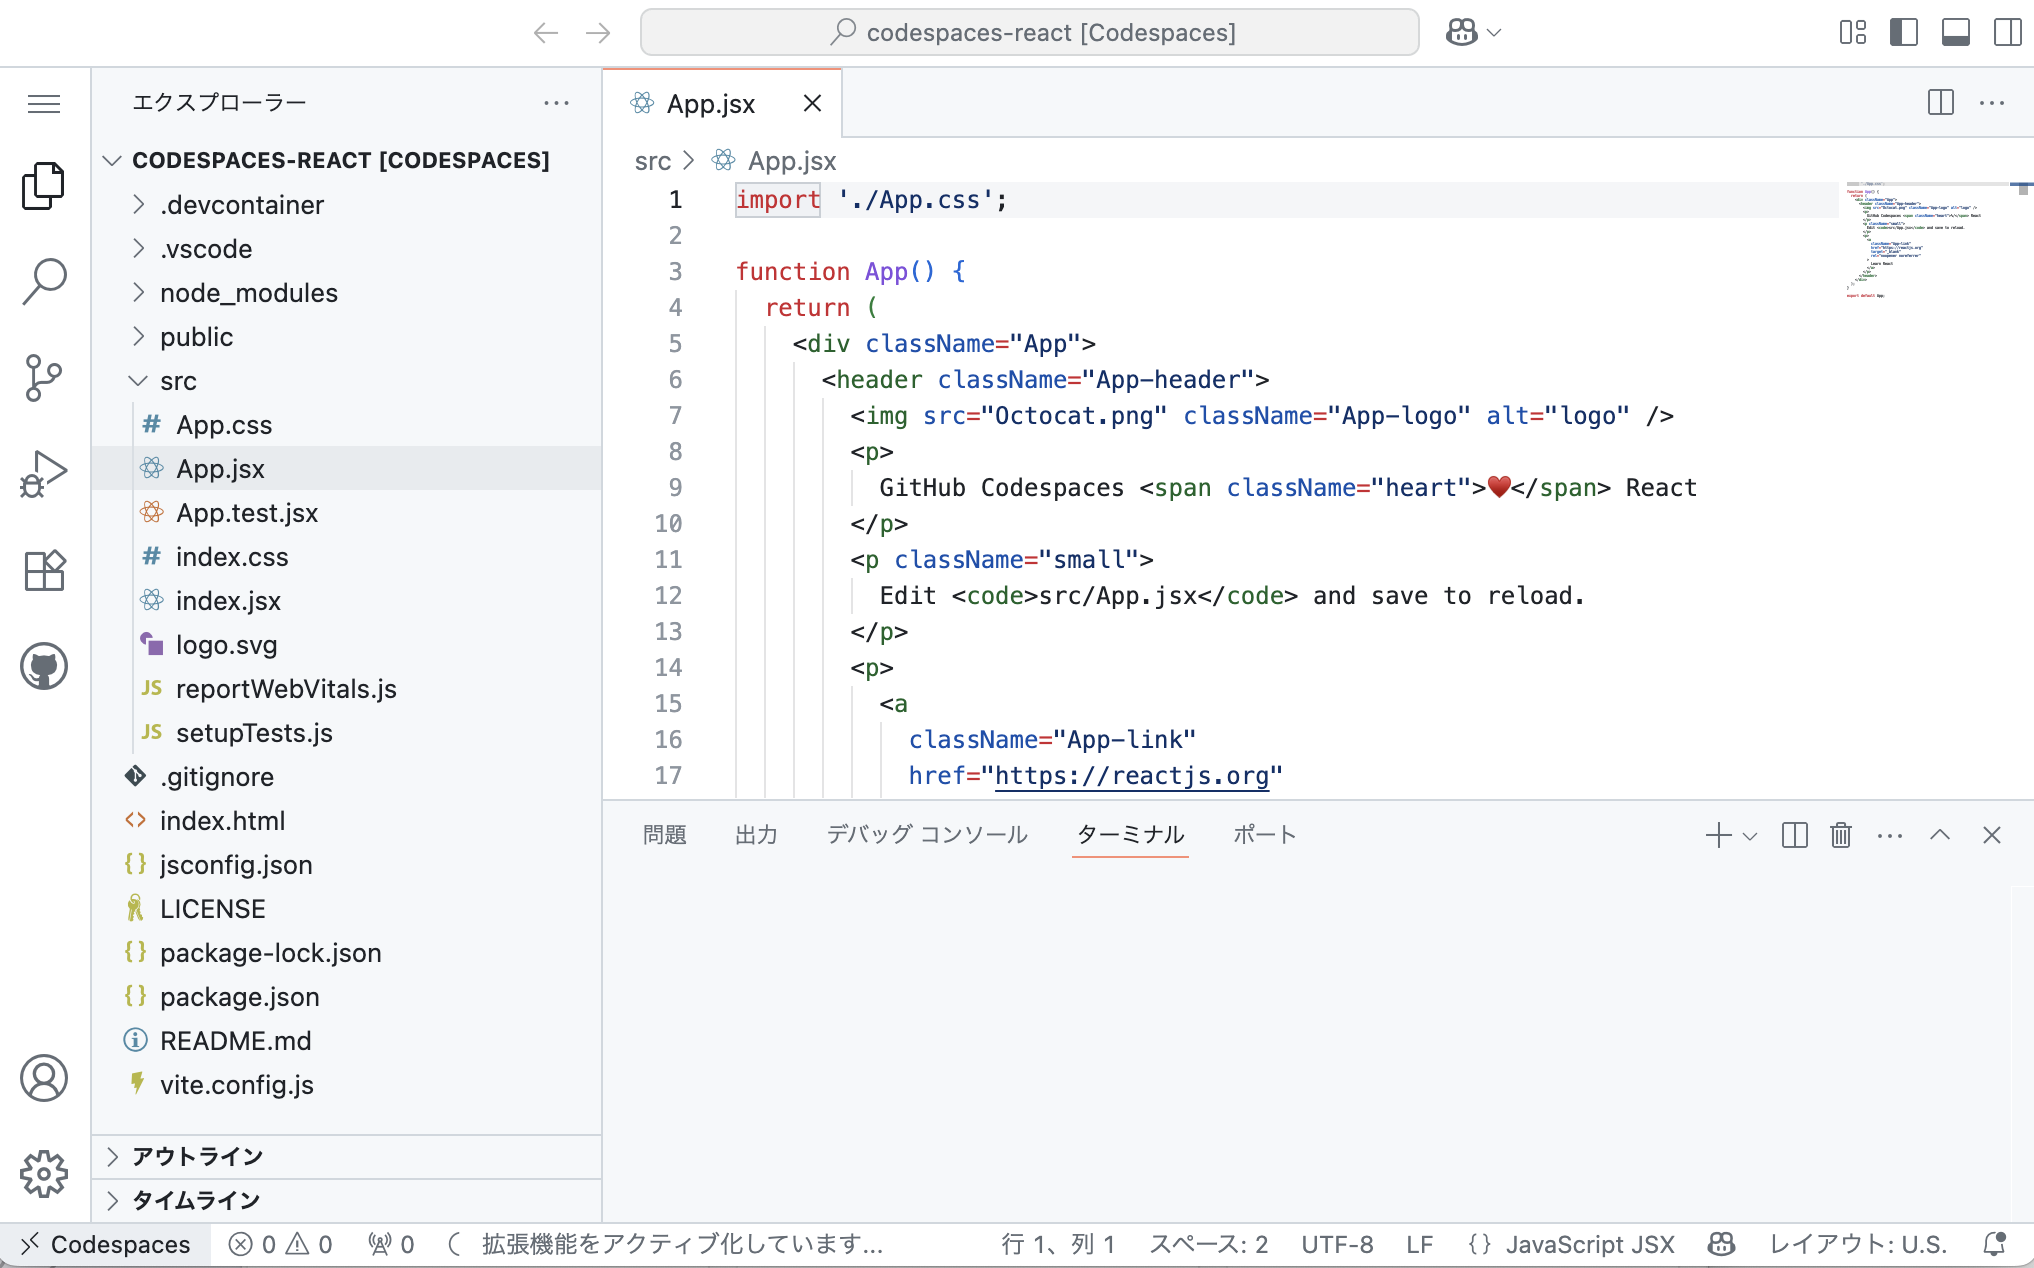 codespaces-react [Codespaces]
エクスプローラー
CODESPACES-REACT [CODESPACES]
.devcontainer
.vscode
node_modules
public
src
App.css
App.jsx
App.test.jsx
index.css
index.jsx
logo.svg
reportWebVitals.js
setupTests.js
.gitignore
index.html
jsconfig.json
LICENSE
package-lock.json
package.json
README.md
vite.config.js
アウトライン
タイムライン
App.jsx
src > App.jsx
1 import './App.css';
2
3 function App() {
4 return (
5 <div className="App">
6 <header className="App-header">
7 <img src="Octocat.png" className="App-logo" alt="logo" />
8 <p>
9 GitHub Codespaces <span className="heart">♥️</span> React
10 </p>
11 <p className="small">
12 Edit <code>src/App.jsx</code> and save to reload.
13 </p>
14 <p>
15 <a
16 className="App-link"
17 href="https://reactjs.org"
問題 出力 デバッグ コンソール ターミナル ポート
Codespaces 0 0 0 拡張機能をアクティブ化しています... 行 1、列 1 スペース: 2 UTF-8 LF {} JavaScript JSX レイアウト: U.S.